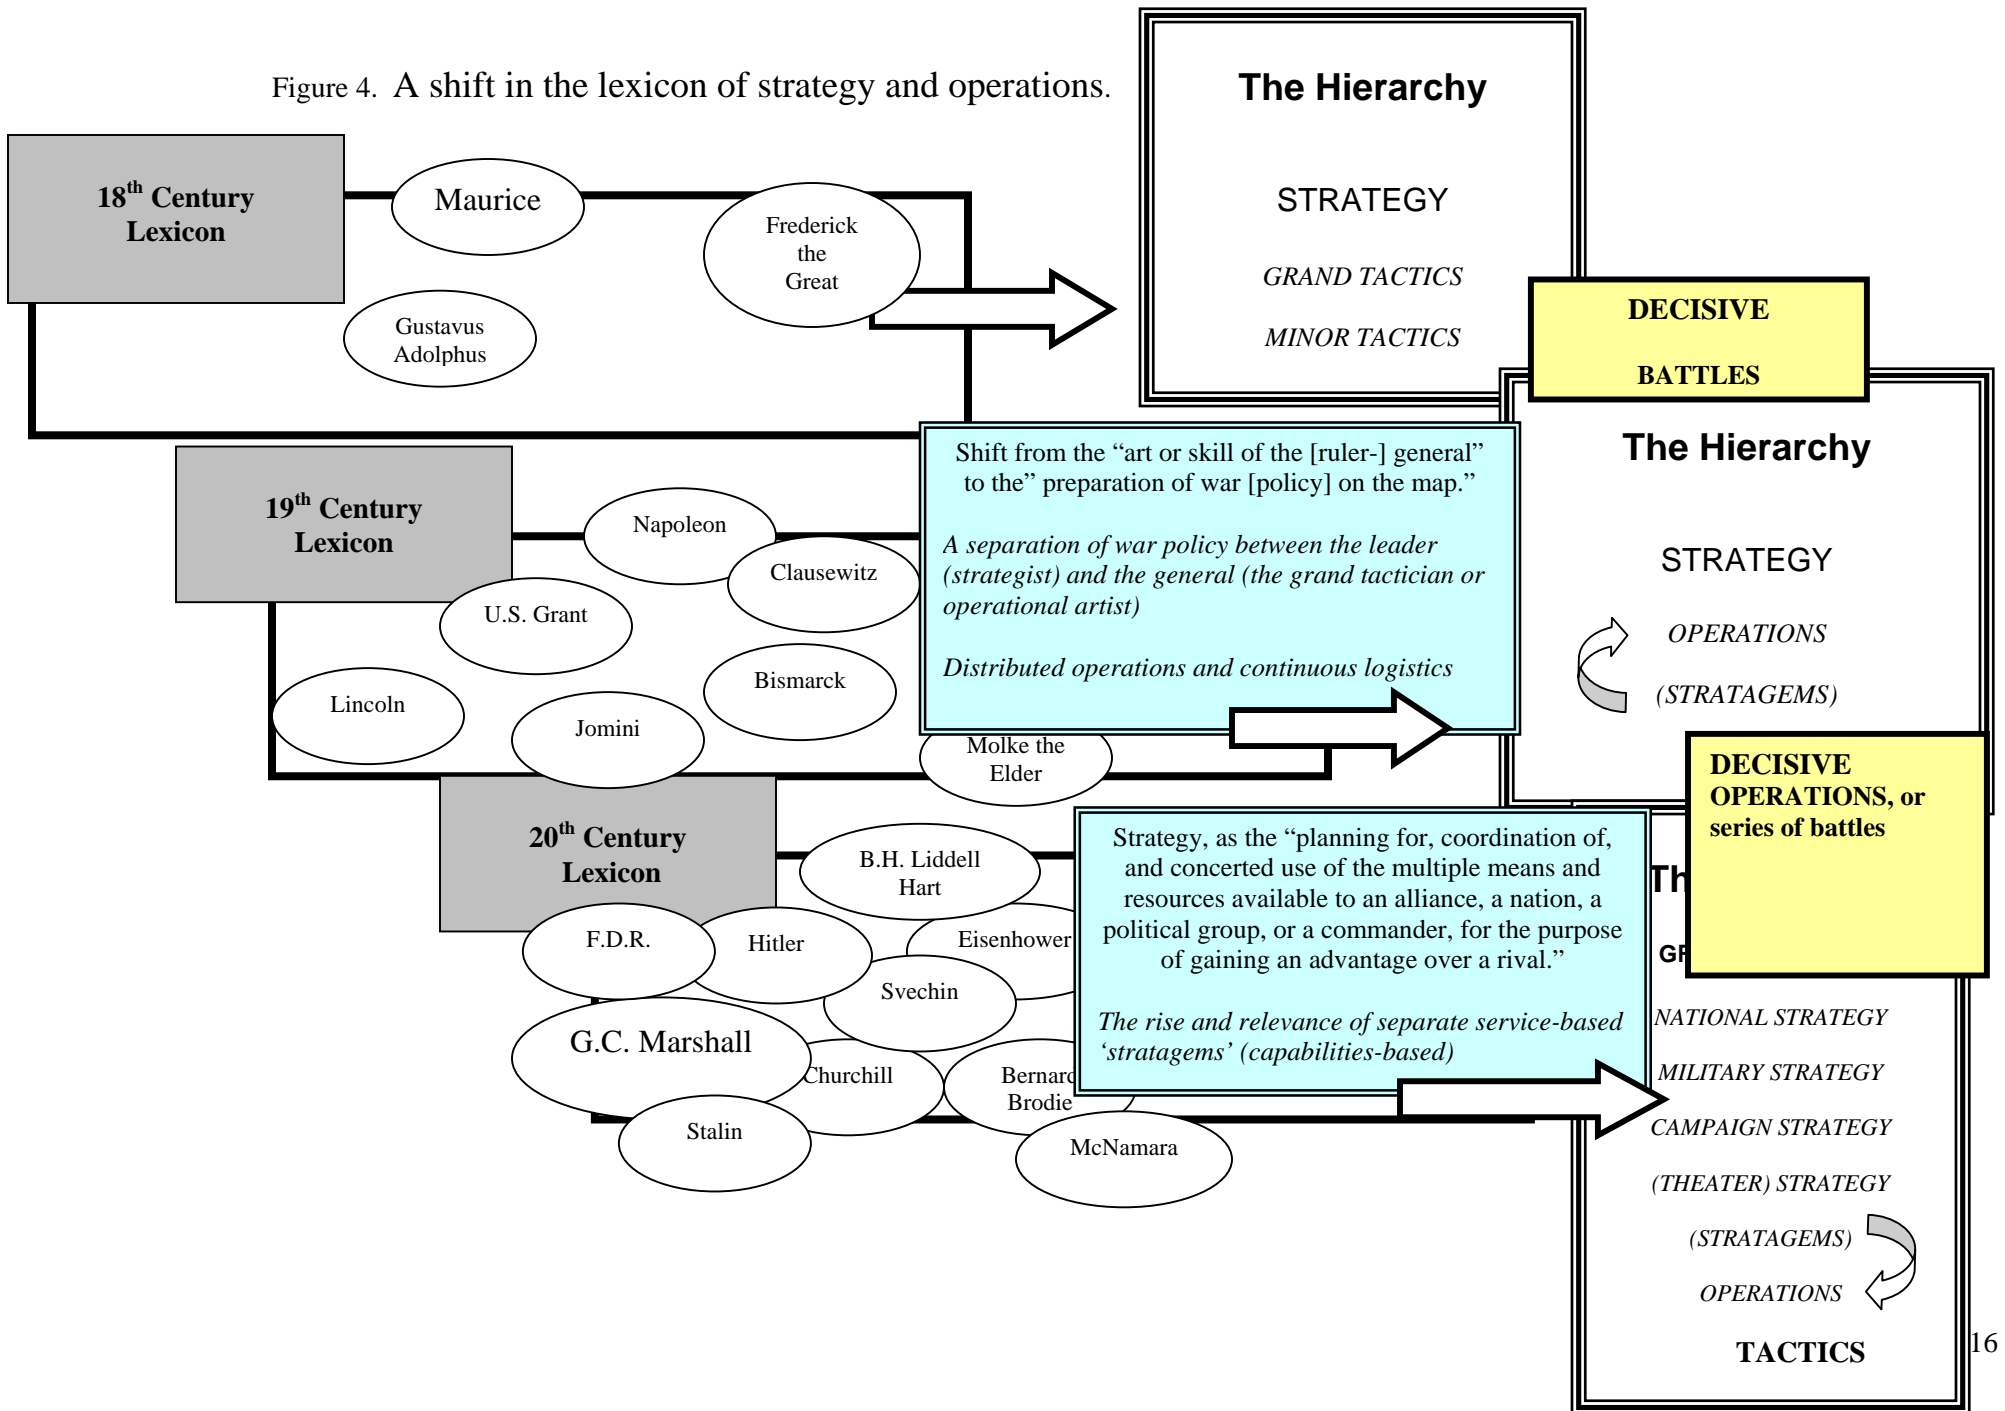 Figure 4. A shift in the lexicon of strategy and operations.
The Hierarchy
STRATEGY
GRAND TACTICS
MINOR TACTICS
18th Century
Lexicon
Maurice
Frederick
the
Great
Gustavus
Adolphus
DECISIVE
BATTLES
19th Century
Lexicon
Napoleon
Clausewitz
U.S. Grant
Bismarck
Lincoln
Jomini
Molke the
Elder
Shift from the “art or skill of the [ruler-] general”
to the” preparation of war [policy] on the map.”
A separation of war policy between the leader
(strategist) and the general (the grand tactician or
operational artist)
Distributed operations and continuous logistics
The Hierarchy
STRATEGY
OPERATIONS
(STRATAGEMS)
DECISIVE
OPERATIONS, or
series of battles
20th Century
Lexicon
B.H. Liddell
Hart
F.D.R.
Hitler
Eisenhower
Svechin
G.C. Marshall
Churchill
Bernard
Brodie
Stalin
McNamara
Strategy, as the “planning for, coordination of,
and concerted use of the multiple means and
resources available to an alliance, a nation, a
political group, or a commander, for the purpose
of gaining an advantage over a rival.”
The rise and relevance of separate service-based
‘stratagems’ (capabilities-based)
NATIONAL STRATEGY
MILITARY STRATEGY
CAMPAIGN STRATEGY
(THEATER) STRATEGY
(STRATAGEMS)
OPERATIONS
TACTICS
16